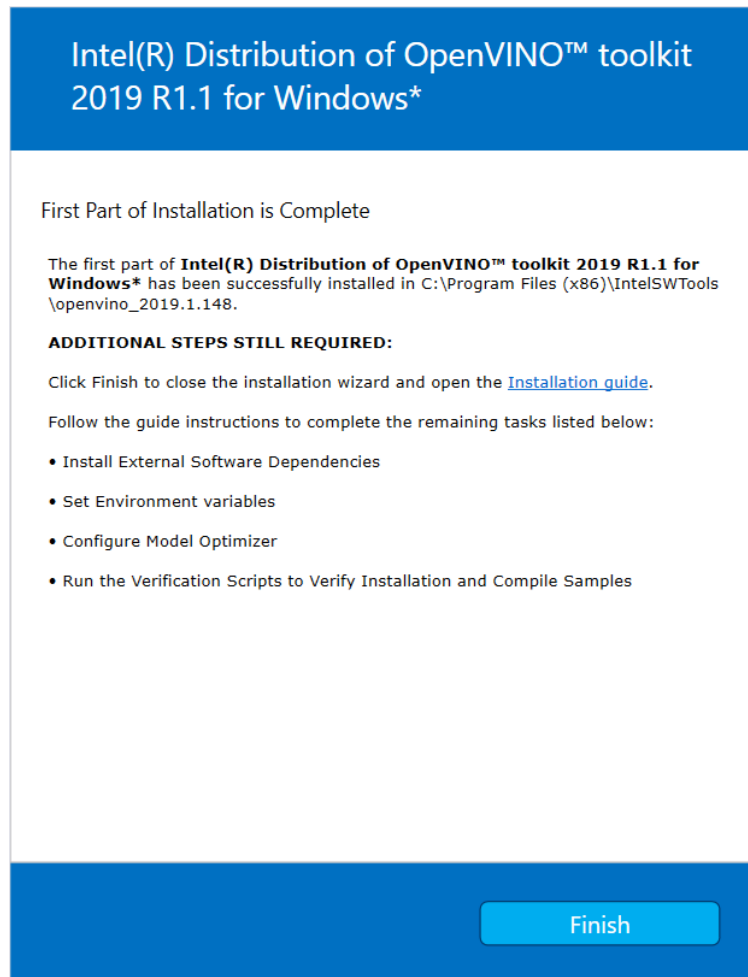 Intel(R) Distribution of OpenVINO™ toolkit
2019 R1.1 for Windows*
First Part of Installation is Complete
The first part of Intel(R) Distribution of OpenVINO™ toolkit 2019 R1.1 for
Windows* has been successfully installed in C:\Program Files (x86)\IntelSWTools
\openvino_2019.1.148.
ADDITIONAL STEPS STILL REQUIRED:
Click Finish to close the installation wizard and open the Installation guide.
Follow the guide instructions to complete the remaining tasks listed below:
• Install External Software Dependencies
• Set Environment variables
• Configure Model Optimizer
• Run the Verification Scripts to Verify Installation and Compile Samples
Finish